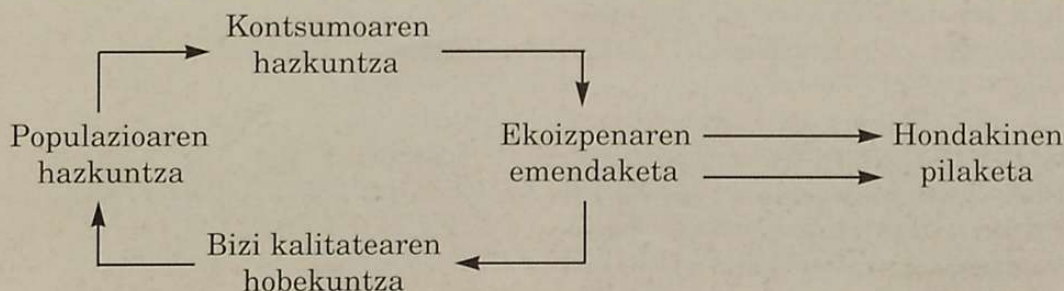 Kontsumoaren
hazkuntza
Populazioaren
hazkuntza
Ekoizpenaren
emendaketa
Hondakinen
pilaketa
Bizi kalitatearen
hobekuntza